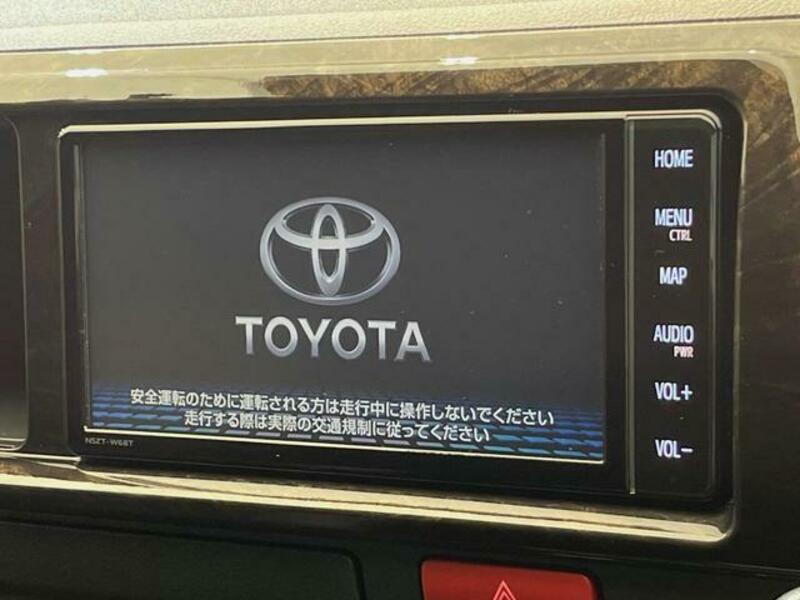 TOYOTA
安全運転のために運転される方は走行中に操作しないでください
走行する際は実際の交通規制に従ってください
NSZT-W68T
HOME
MENU
CTRL
MAP
AUDIO
PWR
VOL+
VOL−